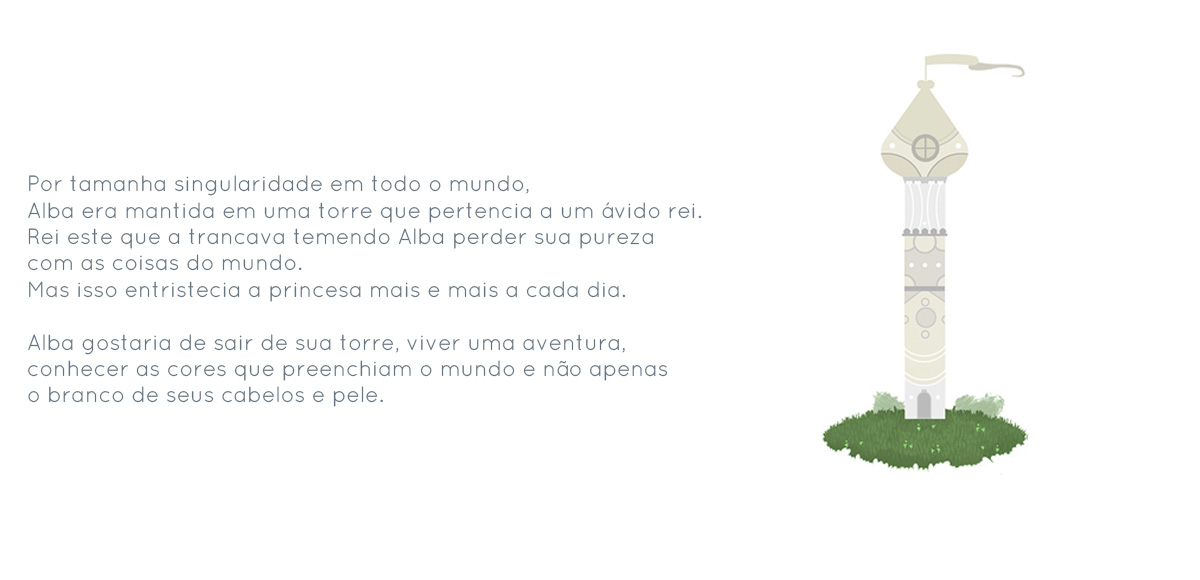 Por tamanha singularidade em todo o mundo,
Alba era mantida em uma torre que pertencia a um ávido rei.
Rei este que a trancava temendo Alba perder sua pureza
com as coisas do mundo.
Mas isso entristecia a princesa mais e mais a cada dia.
Alba gostaria de sair de sua torre, viver uma aventura,
conhecer as cores que preenchiam o mundo e não apenas
o branco de seus cabelos e pele.